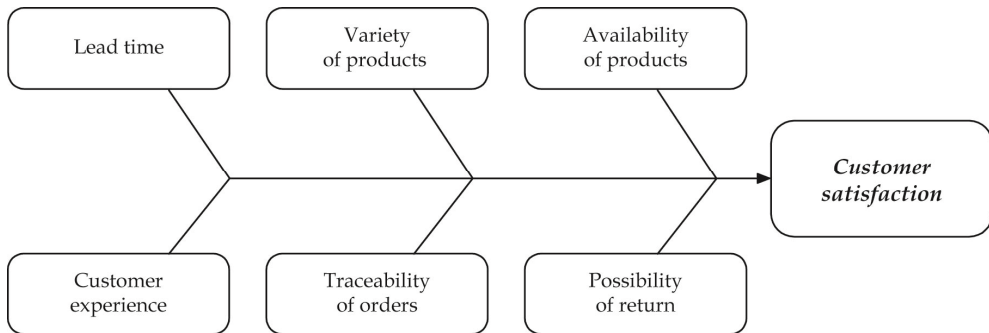 Lead time
Variety
of products
Availability
of products
Customer
satisfaction
Customer
experience
Traceability
of orders
Possibility
of return